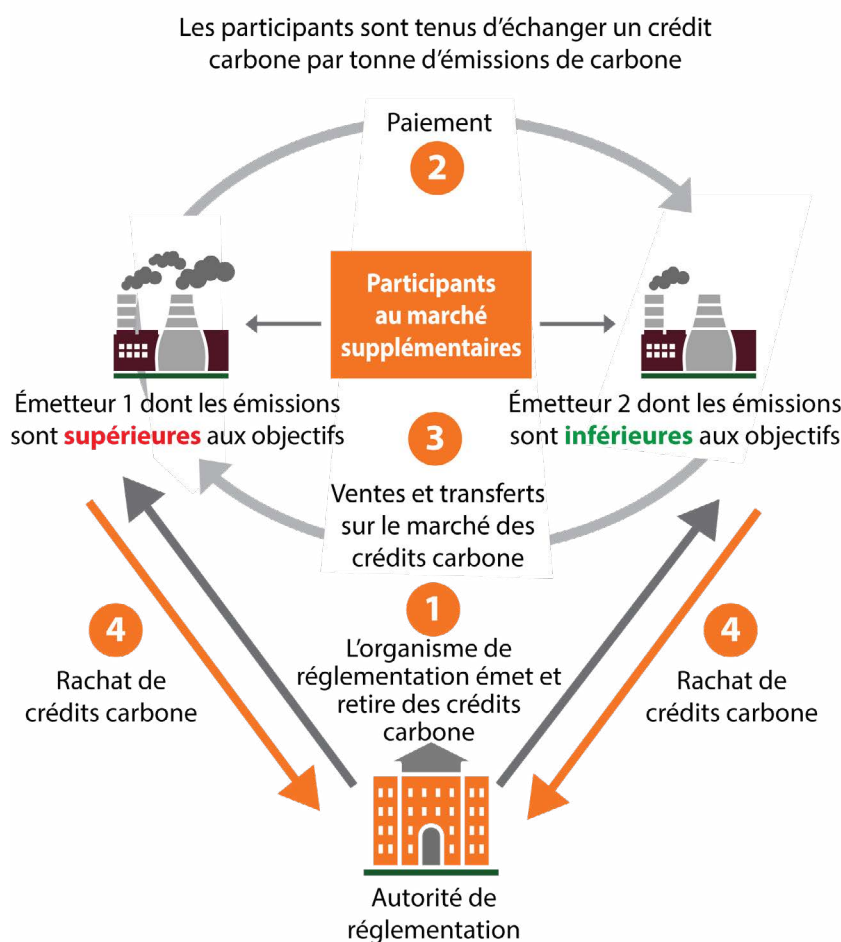 Les participants sont tenus d’échanger un crédit
carbone par tonne d’émissions de carbone
Paiement
2
Participants
au marché
supplémentaires
Émetteur 1 dont les émissions
sont supérieures aux objectifs
Émetteur 2 dont les émissions
sont inférieures aux objectifs
3
Ventes et transferts
sur le marché des
crédits carbone
1
L’organisme de
réglementation émet et
retire des crédits
carbone
4
Rachat de
crédits carbone
4
Rachat de
crédits carbone
Autorité de
réglementation